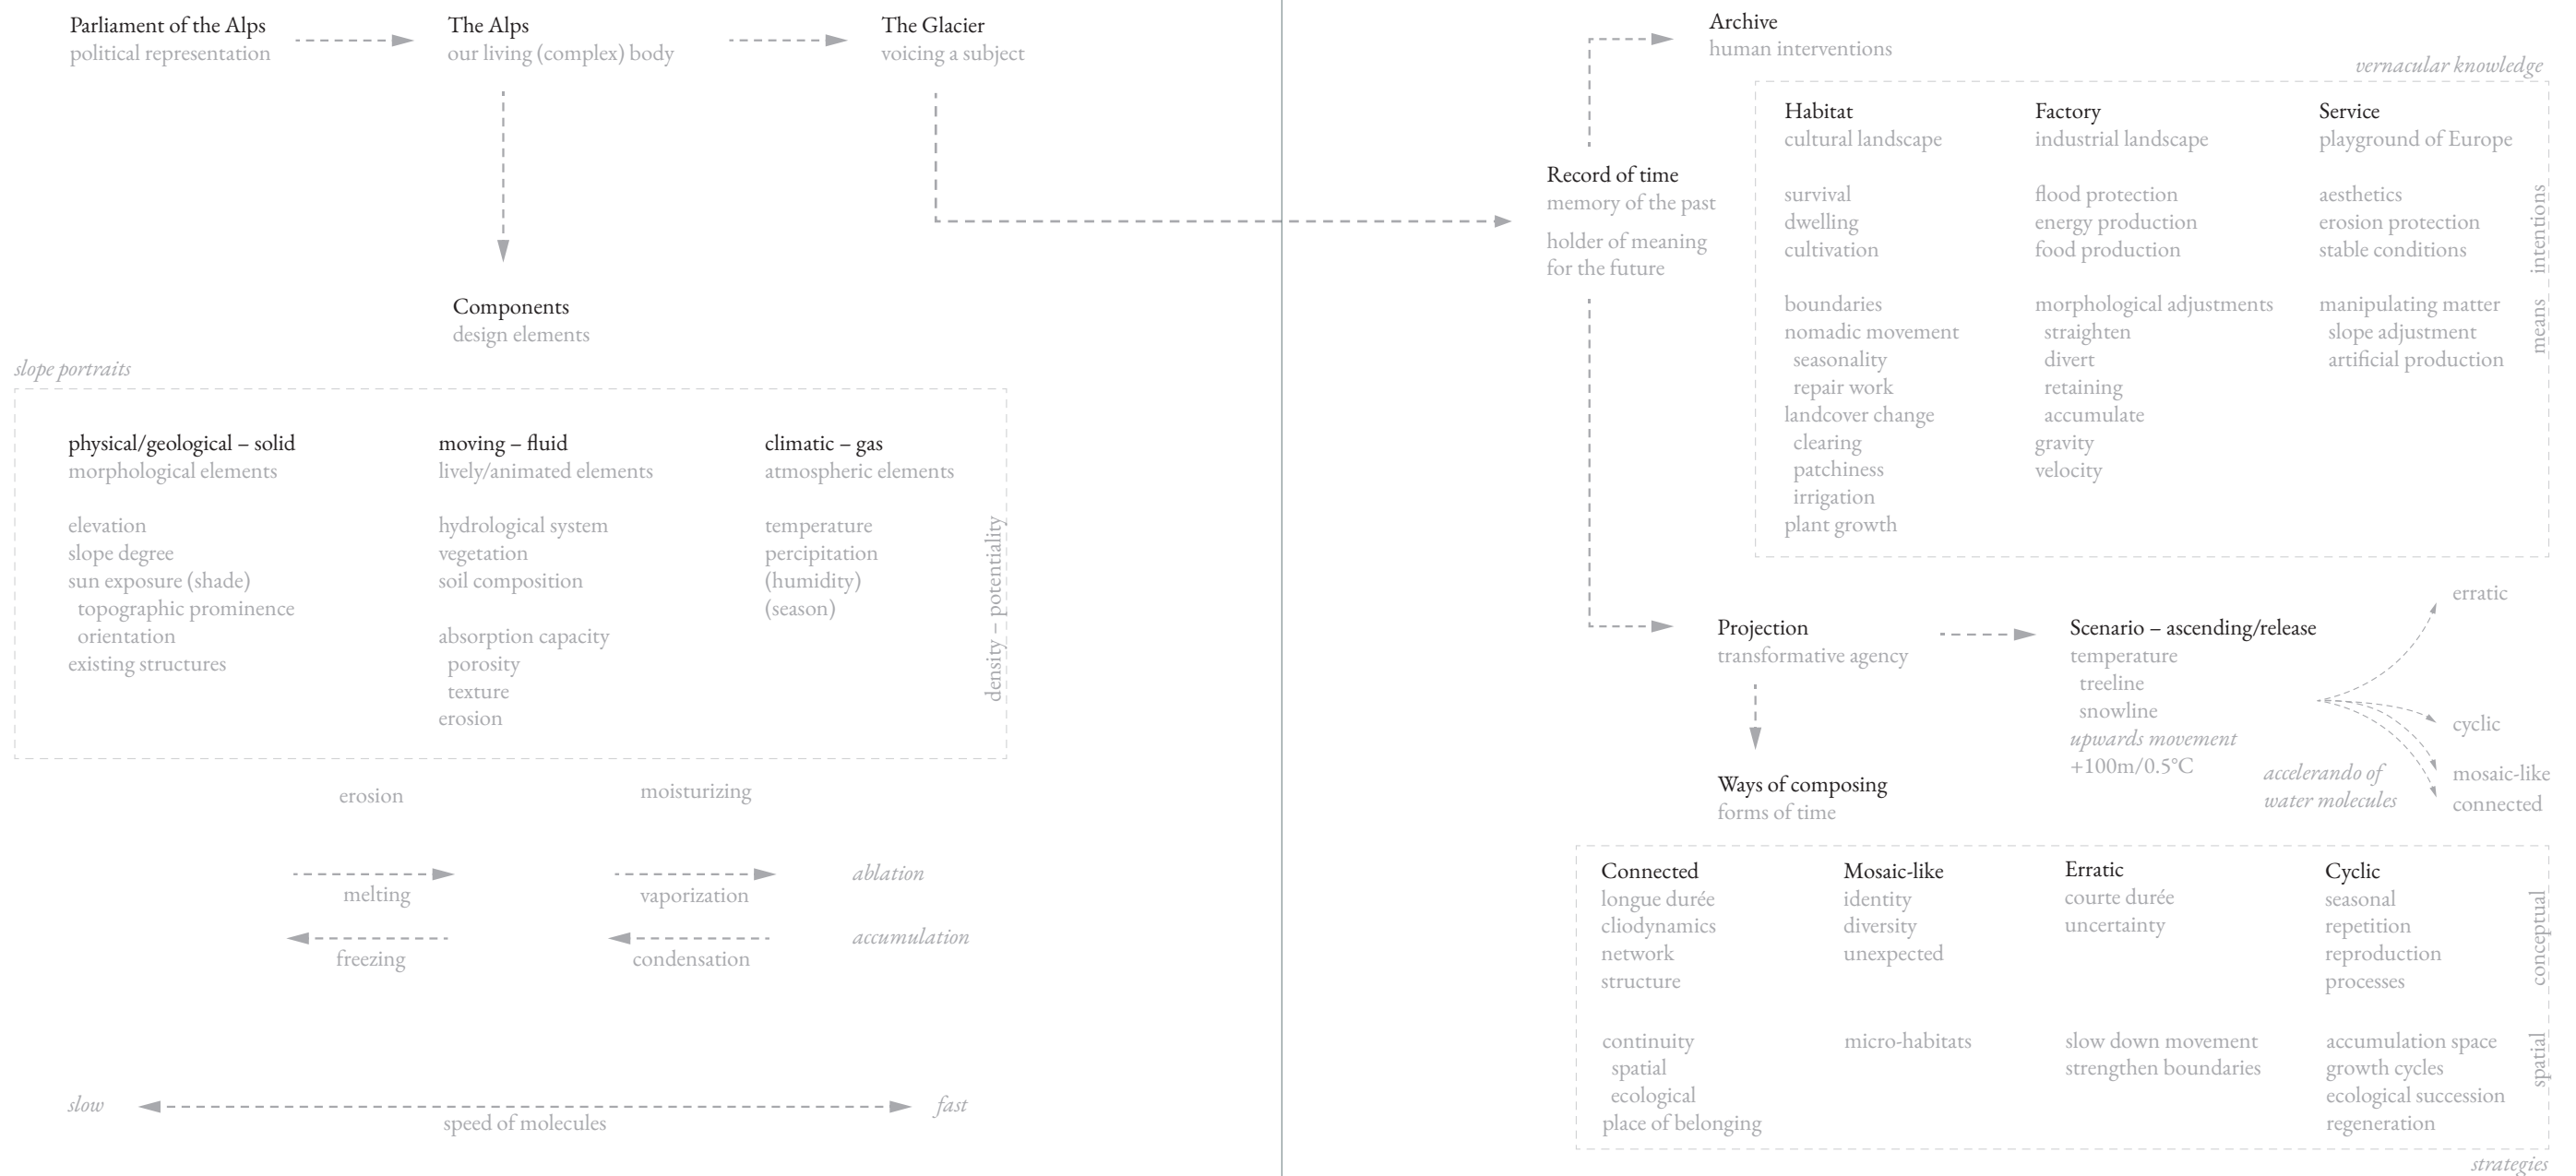 Parliament of the Alps
political representation
The Alps
our living (complex) body
The Glacier
voicing a subject
Components
design elements
slope portraits
physical/geological – solid
morphological elements
elevation
slope degree
sun exposure (shade)
topographic prominence
orientation
existing structures
moving – fluid
lively/animated elements
hydrological system
vegetation
soil composition
absorption capacity
porosity
texture
erosion
climatic – gas
atmospheric elements
temperature
percipitation
(humidity)
(season)
density – potentiality
erosion
moisturizing
melting
vaporization
ablation
freezing
condensation
accumulation
slow
speed of molecules
fast
Archive
human interventions
vernacular knowledge
Record of time
memory of the past
holder of meaning
for the future
Habitat
cultural landscape
survival
dwelling
cultivation
boundaries
nomadic movement
seasonality
repair work
landcover change
clearing
patchiness
irrigation
plant growth
Factory
industrial landscape
flood protection
energy production
food production
morphological adjustments
straighten
divert
retaining
accumulate
gravity
velocity
Service
playground of Europe
aesthetics
erosion protection
stable conditions
manipulating matter
slope adjustment
artificial production
intentions
means
Projection
transformative agency
Scenario – ascending/release
temperature
treeline
snowline
upwards movement
+100m/0.5°C
accelerando of
water molecules
erratic
cyclic
mosaic-like
connected
Ways of composing
forms of time
Connected
longue durée
cliodynamics
network
structure
continuity
spatial
ecological
place of belonging
Mosaic-like
identity
diversity
unexpected
micro-habitats
Erratic
courte durée
uncertainty
slow down movement
strengthen boundaries
Cyclic
seasonal
repetition
reproduction
processes
accumulation space
growth cycles
ecological succession
regeneration
conceptual
spatial
strategies